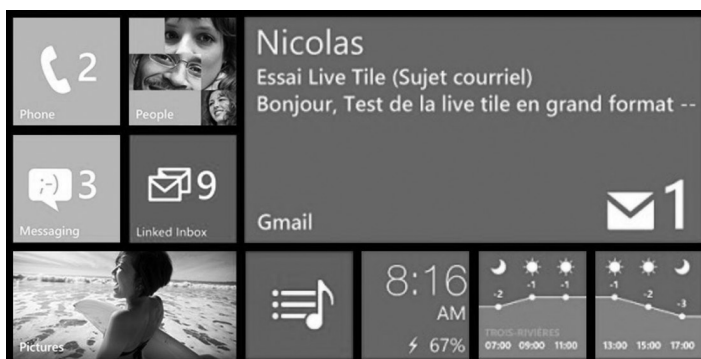 2
Phone
People
Nicolas
Essai Live Tile (Sujet courriel)
Bonjour, Test de la live tile en grand format --
;-) 3
Messaging
9
Linked Inbox
Gmail
1
Pictures
8:16
AM
67%
-2 -1 -1
TROIS-RIVIÈRES
07:00 09:00 11:00
-1 -2 -3
13:00 15:00 17:00